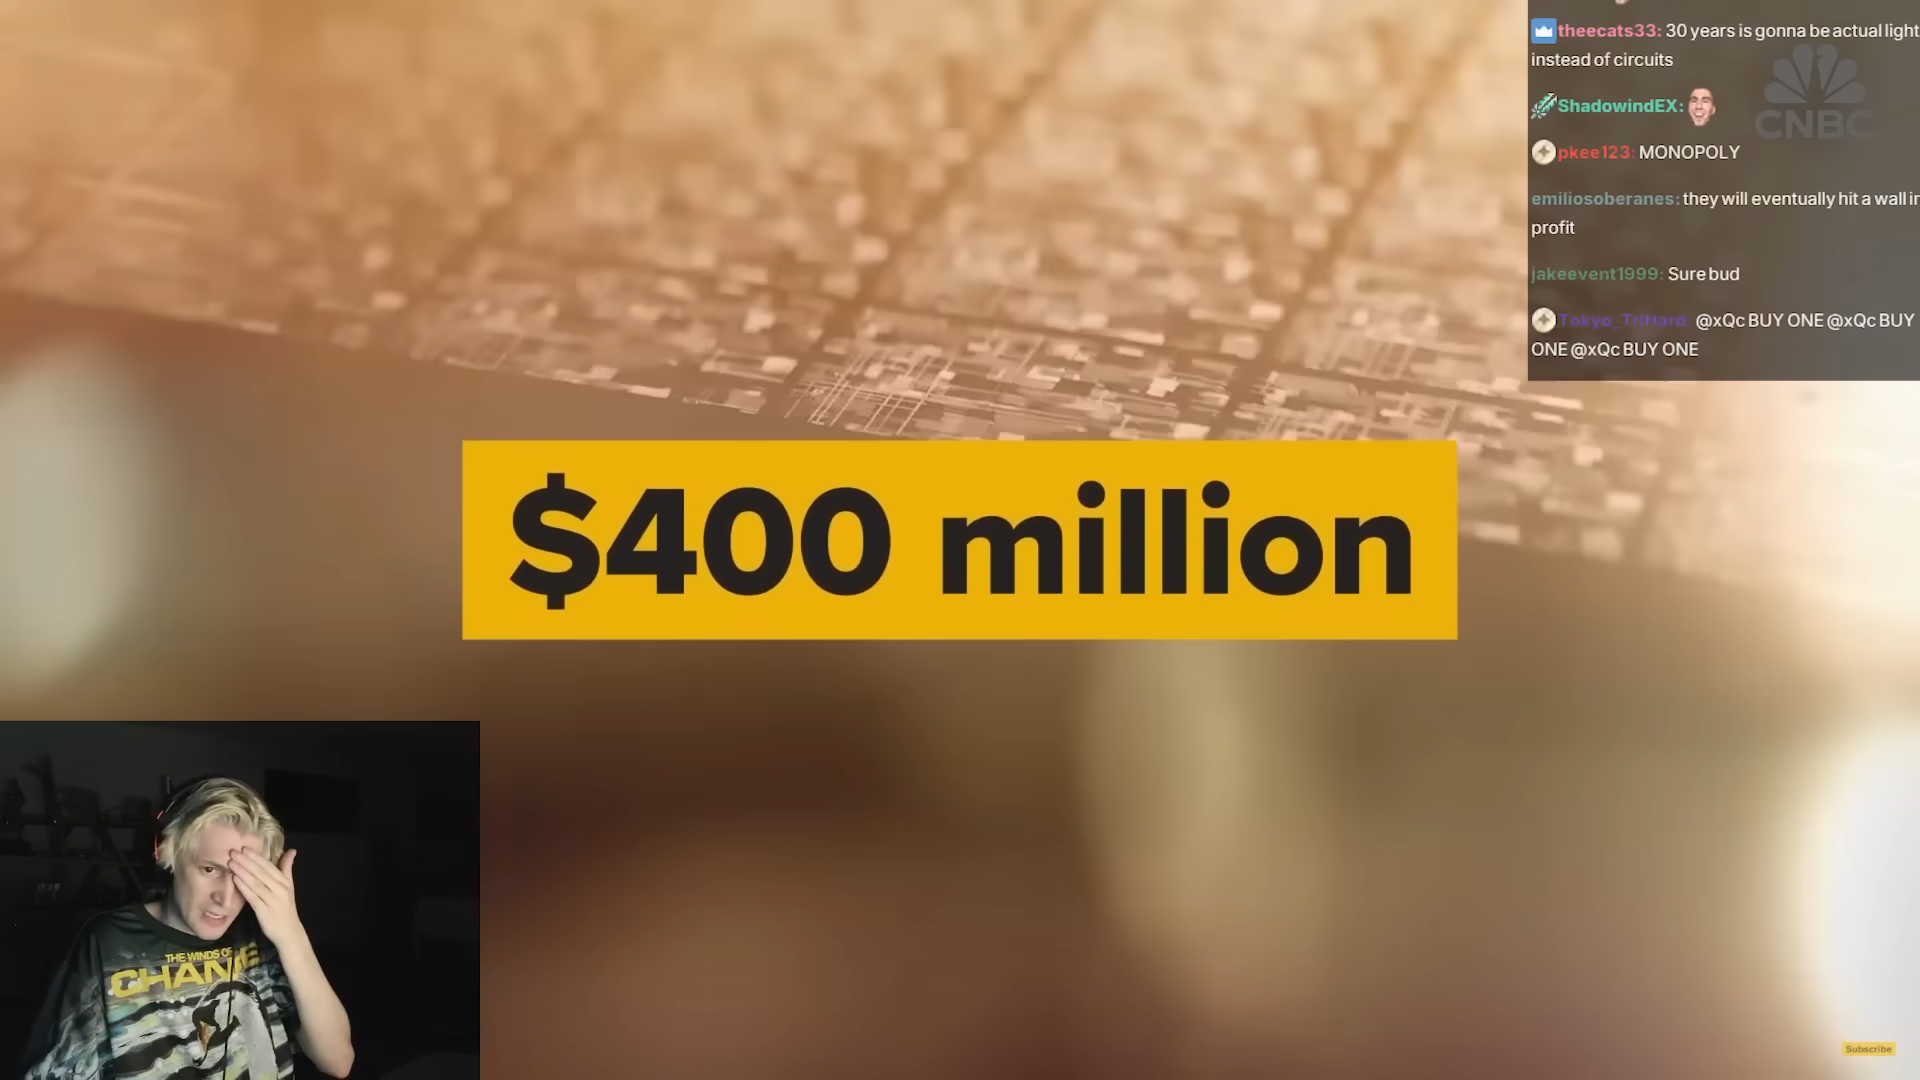 theecats33: 30 years is gonna be actual light
instead of circuits
ShadowindEX:
CNBC
pkee123: MONOPOLY
emiliosoberanes: they will eventually hit a wall in
profit
jakeevent1999: Sure bud
Tokyo_TriHard: @xQc BUY ONE @xQc BUY
ONE @xQc BUY ONE
$400 million
THE WINDS OF
CHANGE
Subscribe